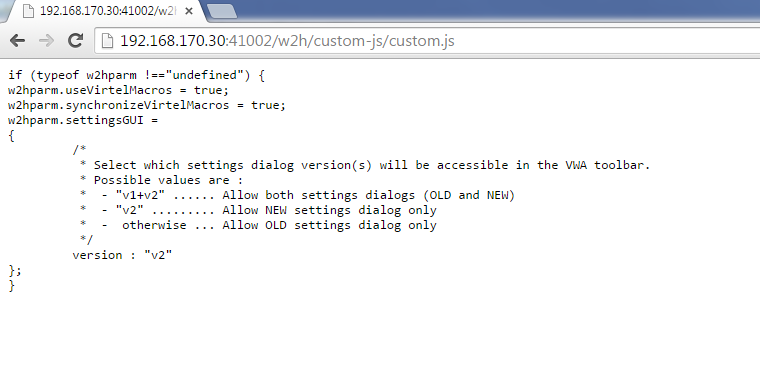 192.168.170.30:41002/w2h
192.168.170.30:41002/w2h/custom-js/custom.js
if (typeof w2hparm !=="undefined") {
w2hparm.useVirtelMacros = true;
w2hparm.synchronizeVirtelMacros = true;
w2hparm.settingsGUI =
{
/*
* Select which settings dialog version(s) will be accessible in the VWA toolbar.
* Possible values are :
* - "v1+v2" ...... Allow both settings dialogs (OLD and NEW)
* - "v2" ......... Allow NEW settings dialog only
* - otherwise ... Allow OLD settings dialog only
*/
version : "v2"
};
}